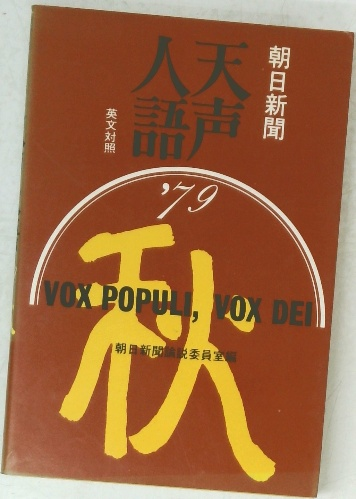 朝日新聞
天声
人語
英文対照
'79
秋
VOX POPULI, VOX DEI
朝日新聞論説委員室編